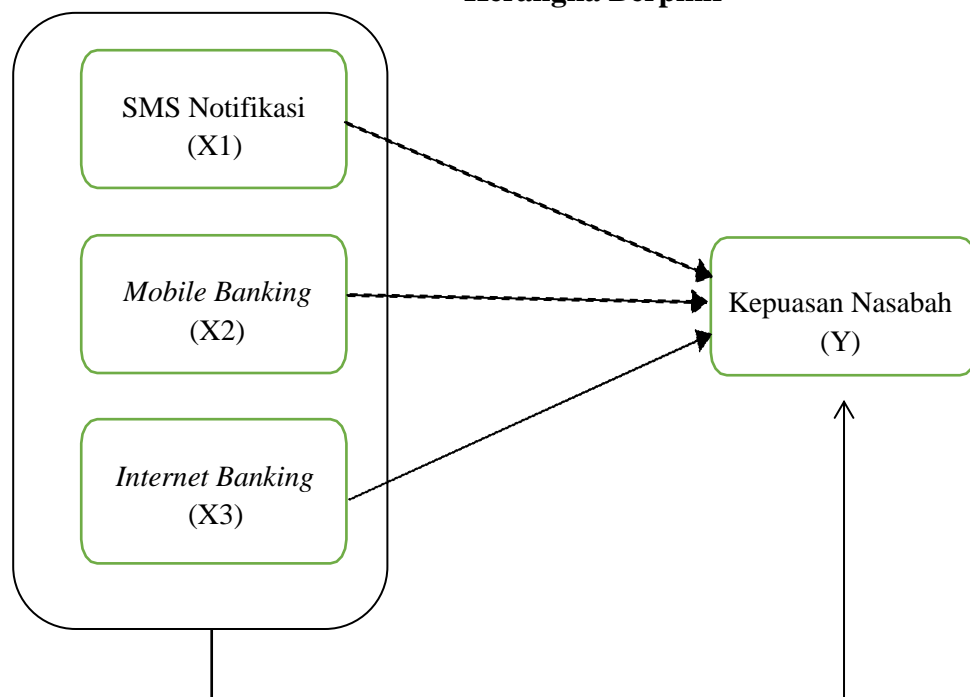 SMS Notifikasi
(X1)
Mobile Banking
(X2)
Kepuasan Nasabah
(Y)
Internet Banking
(X3)